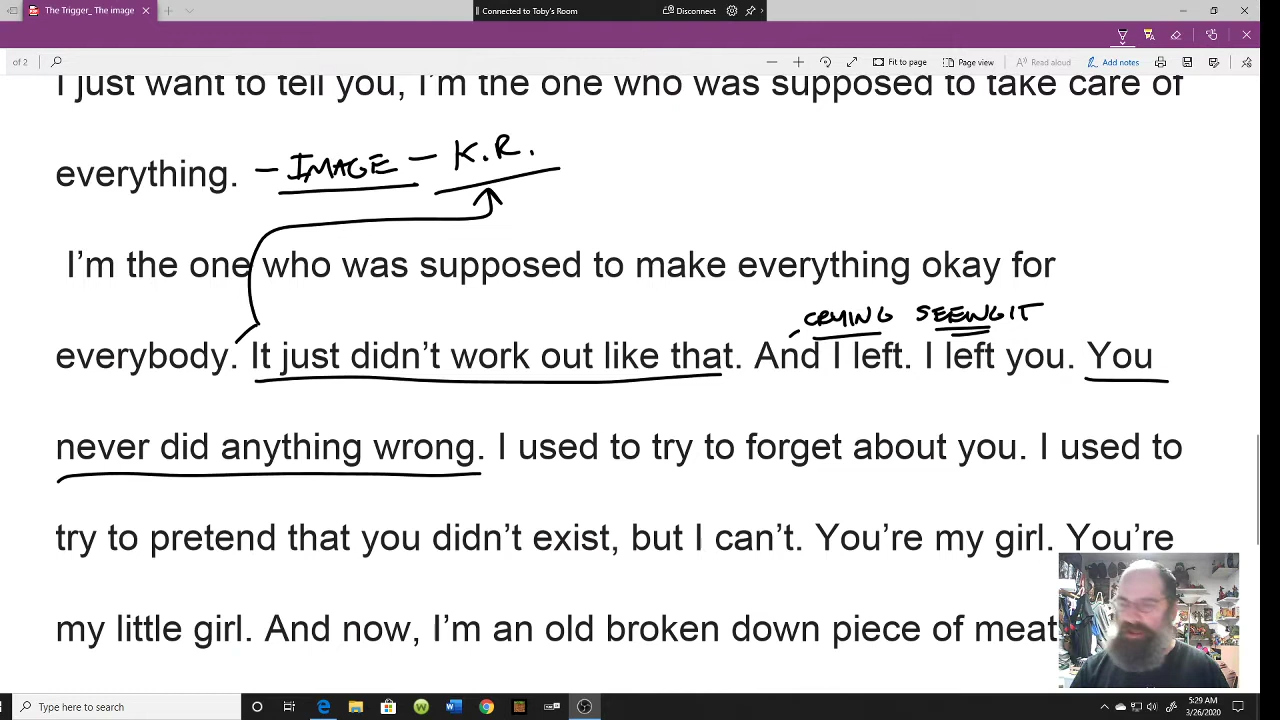 The Trigger_ The image
Connected to Toby's Room
Disconnect
of 2
Fit to page
Page view
Read aloud
Add notes
I just want to tell you, I'm the one who was supposed to take care of
everything. - IMAGE - K.R.
I'm the one who was supposed to make everything okay for
CRYING SEEING IT
everybody. It just didn't work out like that. And I left. I left you. You
never did anything wrong. I used to try to forget about you. I used to
try to pretend that you didn't exist, but I can't. You're my girl. You're
my little girl. And now, I'm an old broken down piece of meat
Type here to search
5:29 AM
3/26/2020